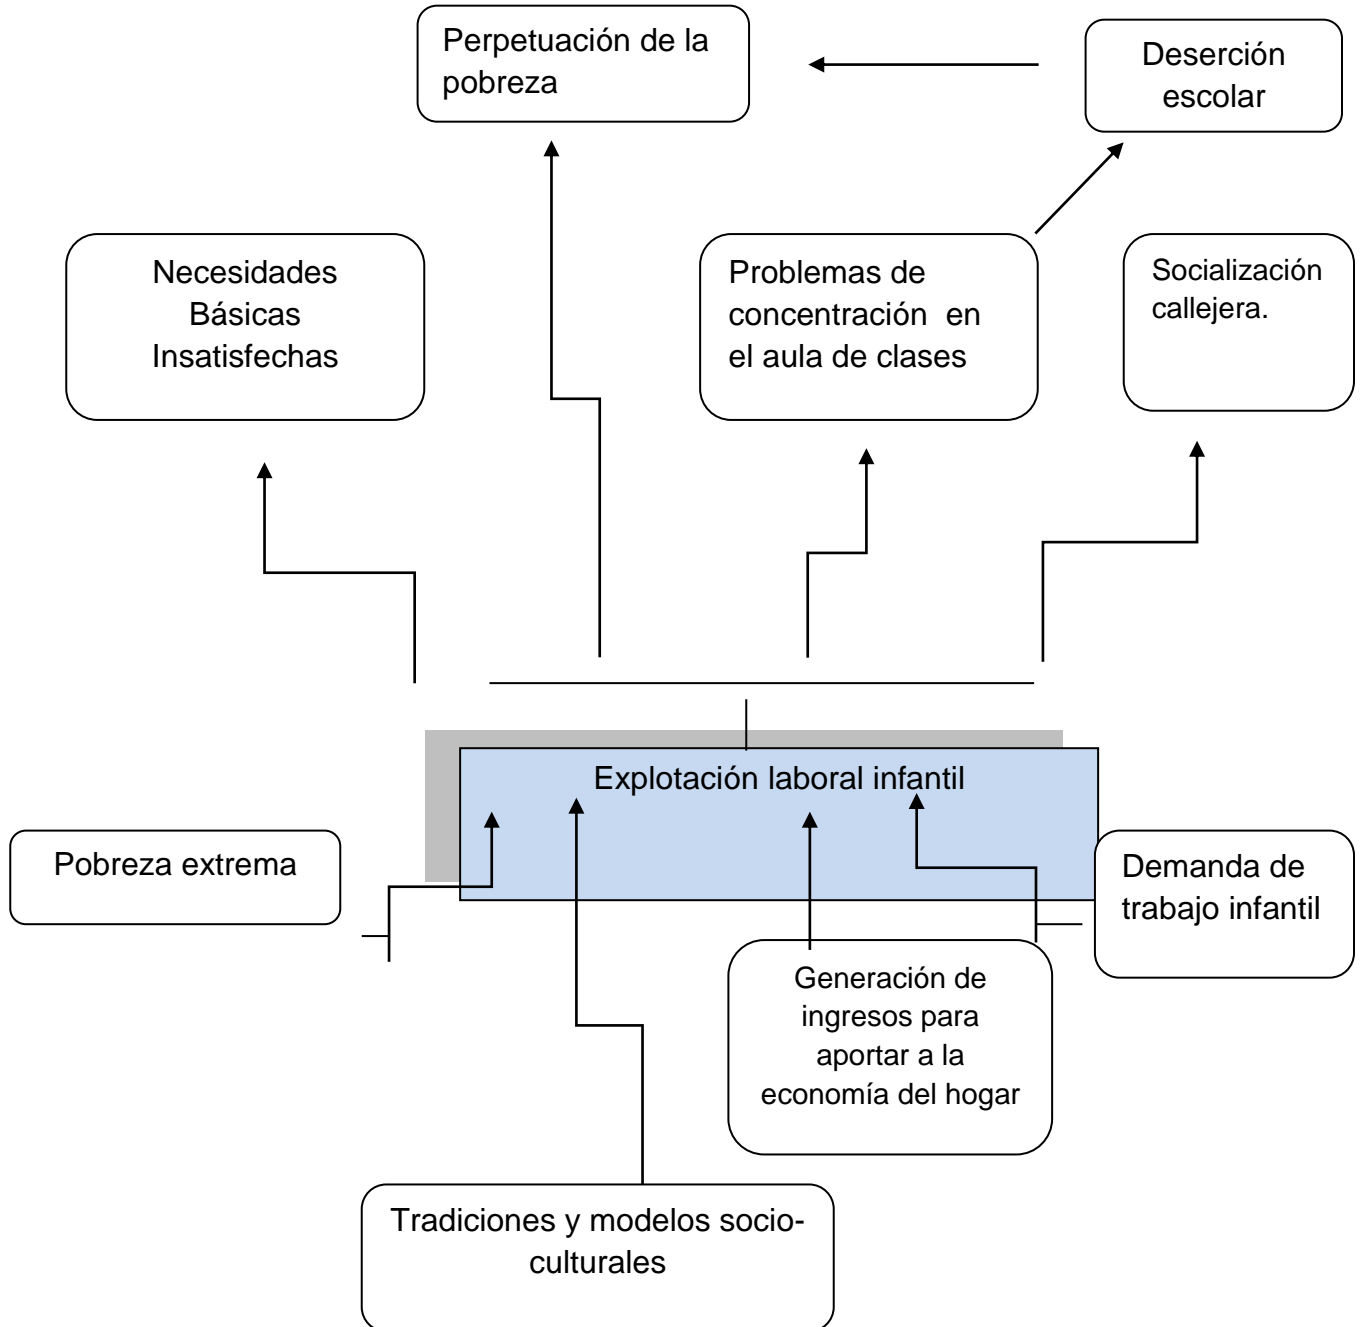 Perpetuación de la
pobreza
Deserción
escolar
Necesidades
Básicas
Insatisfechas
Problemas de
concentración  en
el aula de clases
Socialización
callejera.
Explotación laboral infantil
Pobreza extrema
Demanda de
trabajo infantil
Generación de
ingresos para
aportar a la
economía del hogar
Tradiciones y modelos socio-
culturales